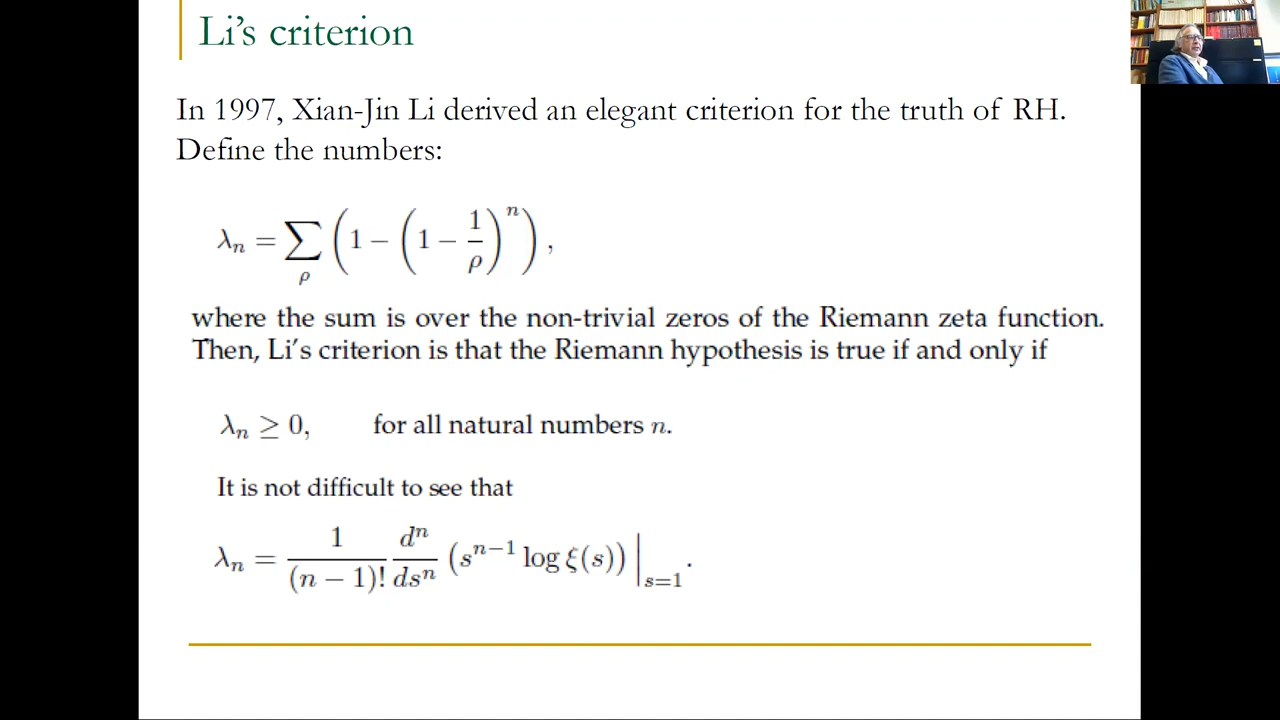 Li's criterion
In 1997, Xian-Jin Li derived an elegant criterion for the truth of RH.
Define the numbers:
λ_n = ∑_ρ (1 − (1 − 1/ρ)^n),
where the sum is over the non-trivial zeros of the Riemann zeta function.
Then, Li's criterion is that the Riemann hypothesis is true if and only if
λ_n ≥ 0, for all natural numbers n.
It is not difficult to see that
λ_n = 1/(n − 1)! d^n/ds^n (s^{n−1} log ξ(s)) |_{s=1}.